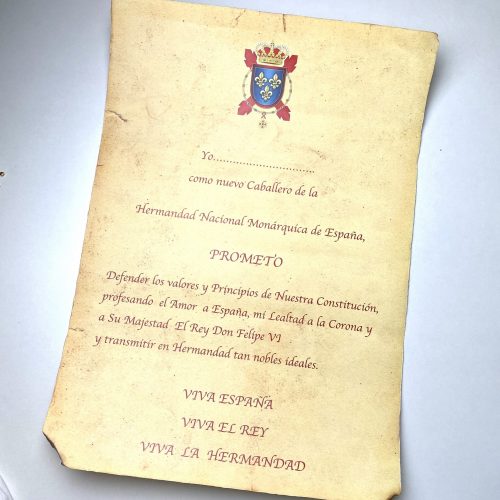 Yo..............................
como nuevo Caballero de la
Hermandad Nacional Monárquica de España,
PROMETO
Defender los valores y Principios de Nuestra Constitución,
profesando el Amor a España, mi Lealtad a la Corona y
a Su Majestad El Rey Don Felipe VI
y transmitir en Hermandad tan nobles ideales.
VIVA ESPAÑA
VIVA EL REY
VIVA LA HERMANDAD